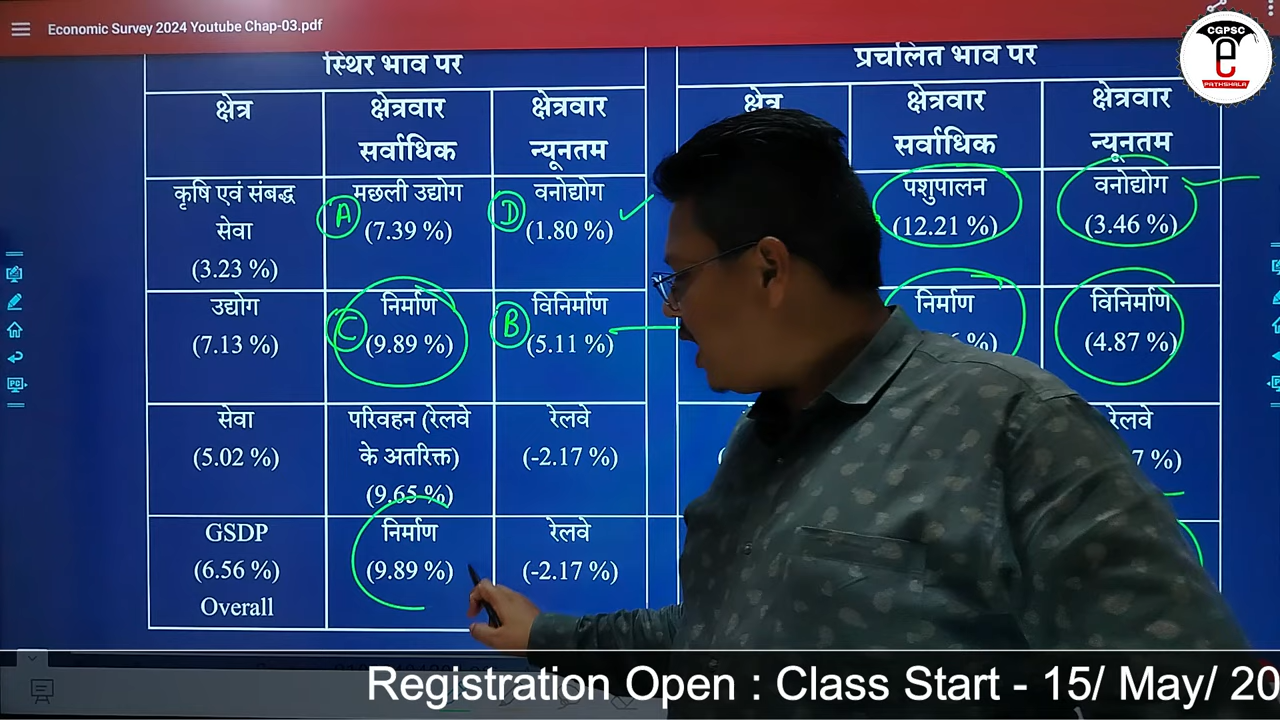 Economic Survey 2024 Youtube Chap-03.pdf
CGPSC
e
PATHSHALA
स्थिर भाव पर
प्रचलित भाव पर
क्षेत्र
क्षेत्रवार
सर्वाधिक
क्षेत्रवार
न्यूनतम
क्षेत्र
क्षेत्रवार
सर्वाधिक
क्षेत्रवार
न्यूनतम
कृषि एवं संबद्ध
सेवा
(3.23 %)
A
मछली उद्योग
(7.39 %)
D
वनोद्योग
(1.80 %)
पशुपालन
(12.21 %)
वनोद्योग
(3.46 %)
उद्योग
(7.13 %)
C
निर्माण
(9.89 %)
B
विनिर्माण
(5.11 %)
निर्माण
%)
विनिर्माण
(4.87 %)
सेवा
(5.02 %)
परिवहन (रेलवे
के अतरिक्त)
(9.65 %)
रेलवे
(-2.17 %)
रेलवे
7 %)
GSDP
(6.56 %)
Overall
निर्माण
(9.89 %)
रेलवे
(-2.17 %)
Registration Open : Class Start - 15/ May/ 20